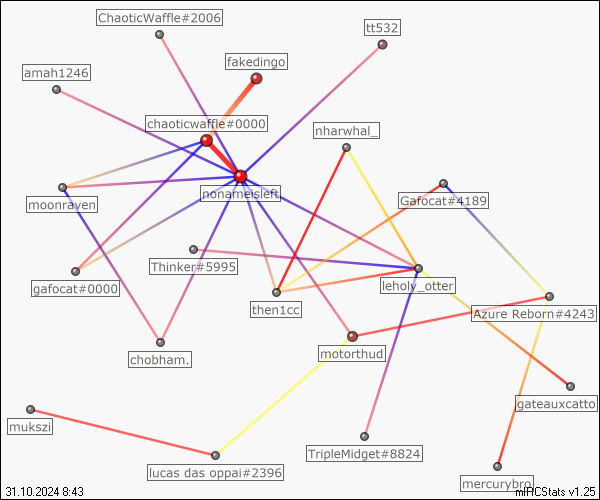 ChaoticWaffle#2006
tt532
fakedingo
amah1246
chaoticwaffle#0000
nharwhal_
nonameisleft
moonraven
Gafocat#4189
Thinker#5995
gafocat#0000
leholy_otter
then1cc
Azure Reborn#4243
motorthud
chobham.
gateauxcatto
mukszi
TripleMidget#8824
lucas das oppai#2396
mercurybro
31.10.2024 8:43
mIRCStats v1.25